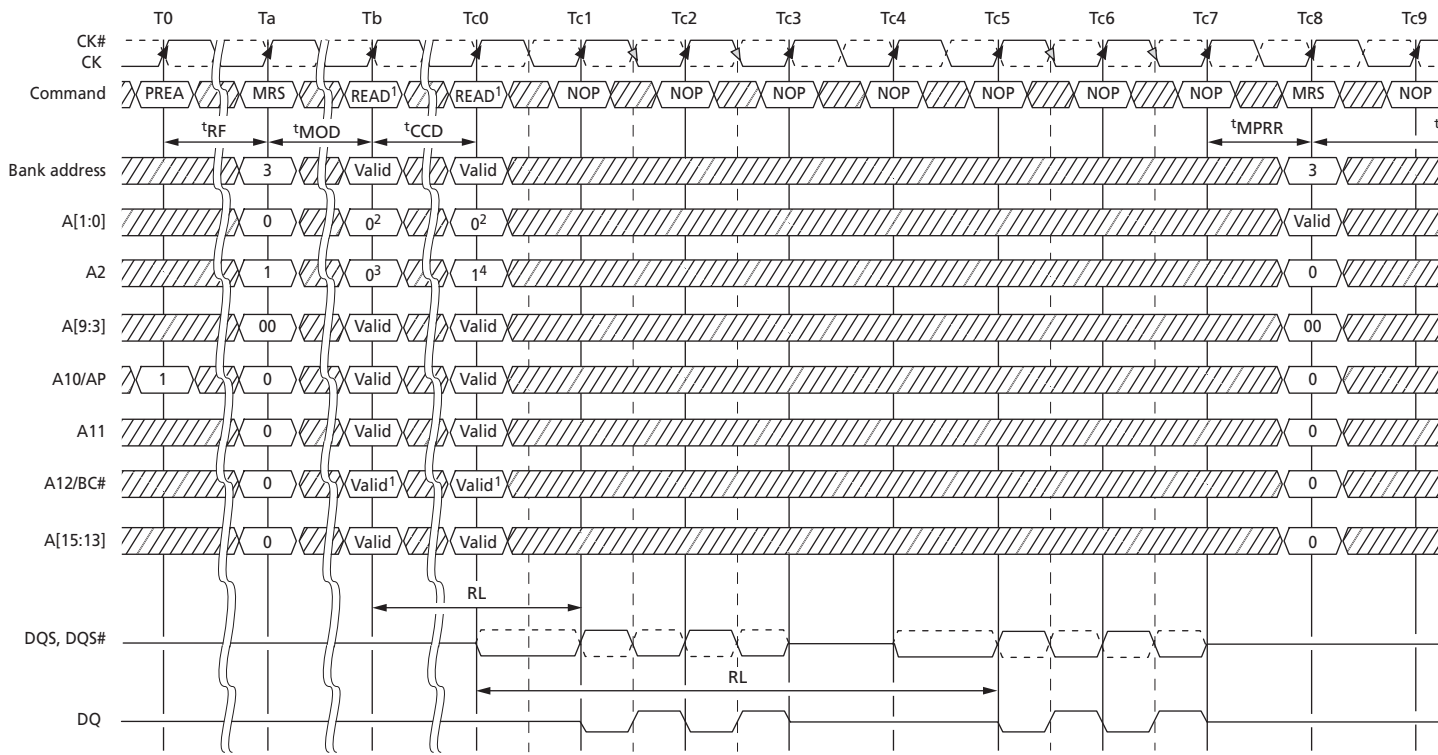 T0 Ta Tb Tc0 Tc1 Tc2 Tc3 Tc4 Tc5 Tc6 Tc7 Tc8 Tc9
CK#
CK
Command PREA MRS READ¹ READ¹ NOP NOP NOP NOP NOP NOP NOP MRS NOP
ᵗRF ᵗMOD ᵗCCD ᵗMPRR ᵗ
Bank address 3 Valid Valid 3
A[1:0] 0 0² 0² Valid
A2 1 0³ 1⁴ 0
A[9:3] 00 Valid Valid 00
A10/AP 1 0 Valid Valid 0
A11 0 Valid Valid 0
A12/BC# 0 Valid¹ Valid¹ 0
A[15:13] 0 Valid Valid 0
RL
DQS, DQS#
RL
DQ